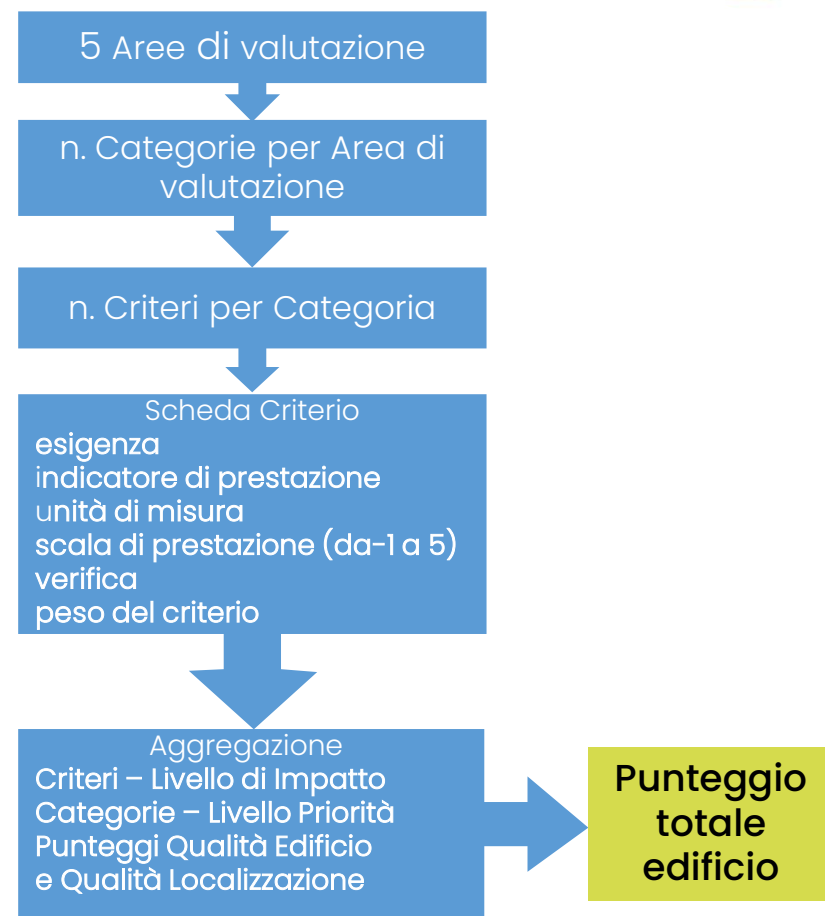 5 Aree di valutazione
n. Categorie per Area di
valutazione
n. Criteri per Categoria
Scheda Criterio
esigenza
indicatore di prestazione
unità di misura
scala di prestazione (da-1 a 5)
verifica
peso del criterio
Aggregazione
Criteri – Livello di Impatto
Categorie – Livello Priorità
Punteggi Qualità Edificio
e Qualità Localizzazione
Punteggio
totale
edificio